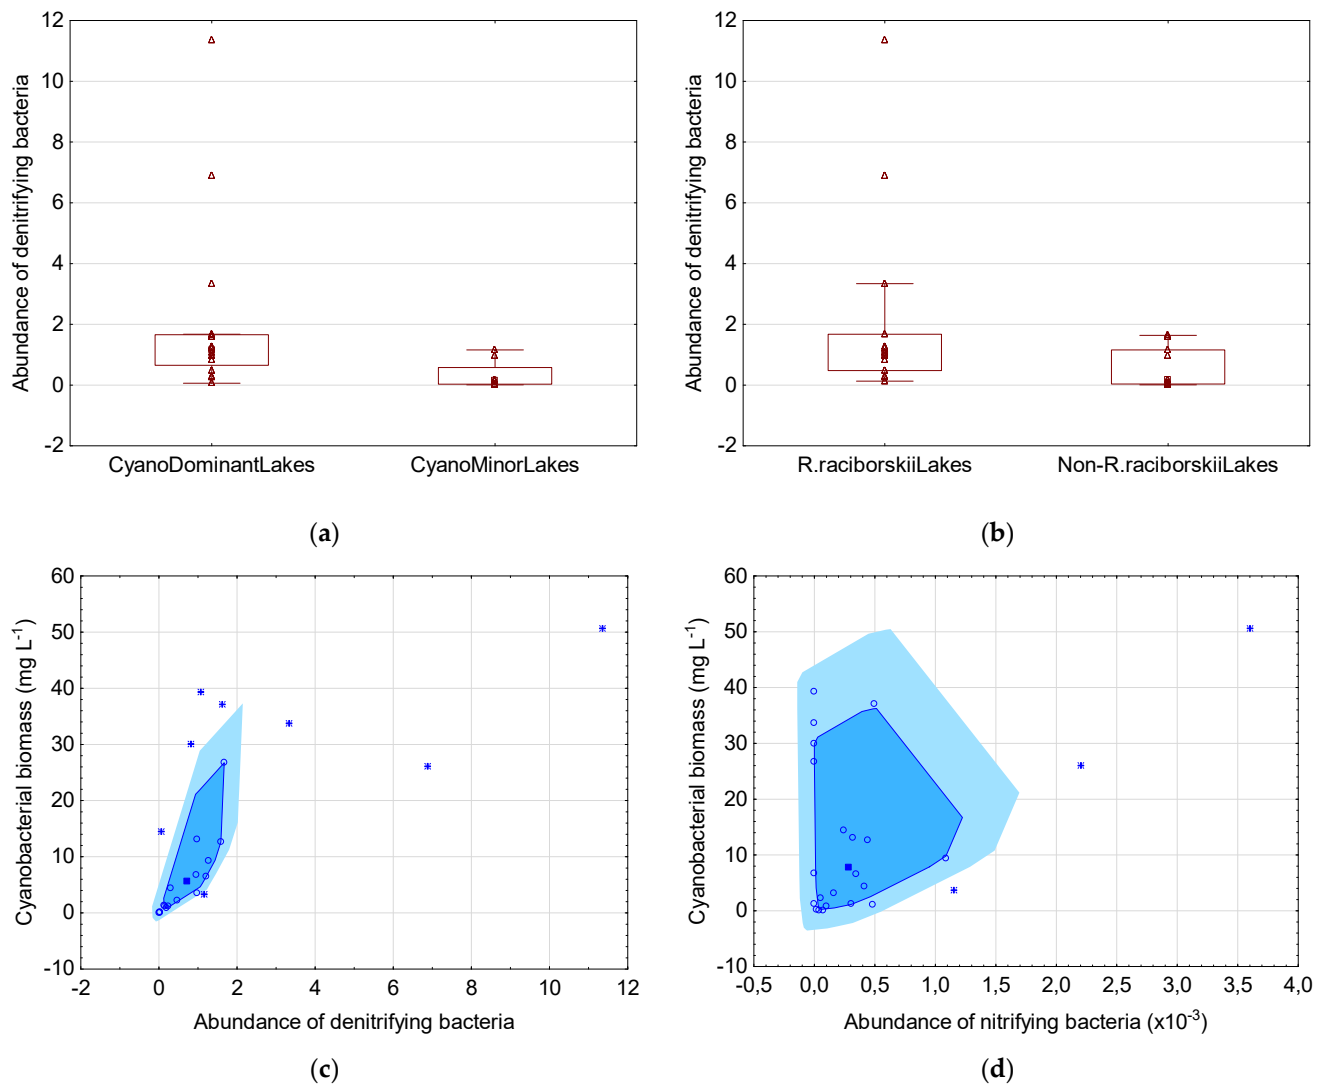 12
10
8
6
4
2
0
-2
Abundance of denitrifying bacteria
CyanoDominantLakes CyanoMinorLakes
(a)
12
10
8
6
4
2
0
-2
Abundance of denitrifying bacteria
R.raciborskiiLakes Non-R.raciborskiiLakes
(b)
60
50
40
30
20
10
0
-10
Cyanobacterial biomass (mg L-1)
-2 0 2 4 6 8 10 12
Abundance of denitrifying bacteria
(c)
60
50
40
30
20
10
0
-10
Cyanobacterial biomass (mg L-1)
-0,5 0,0 0,5 1,0 1,5 2,0 2,5 3,0 3,5 4,0
Abundance of nitrifying bacteria (x10-3)
(d)